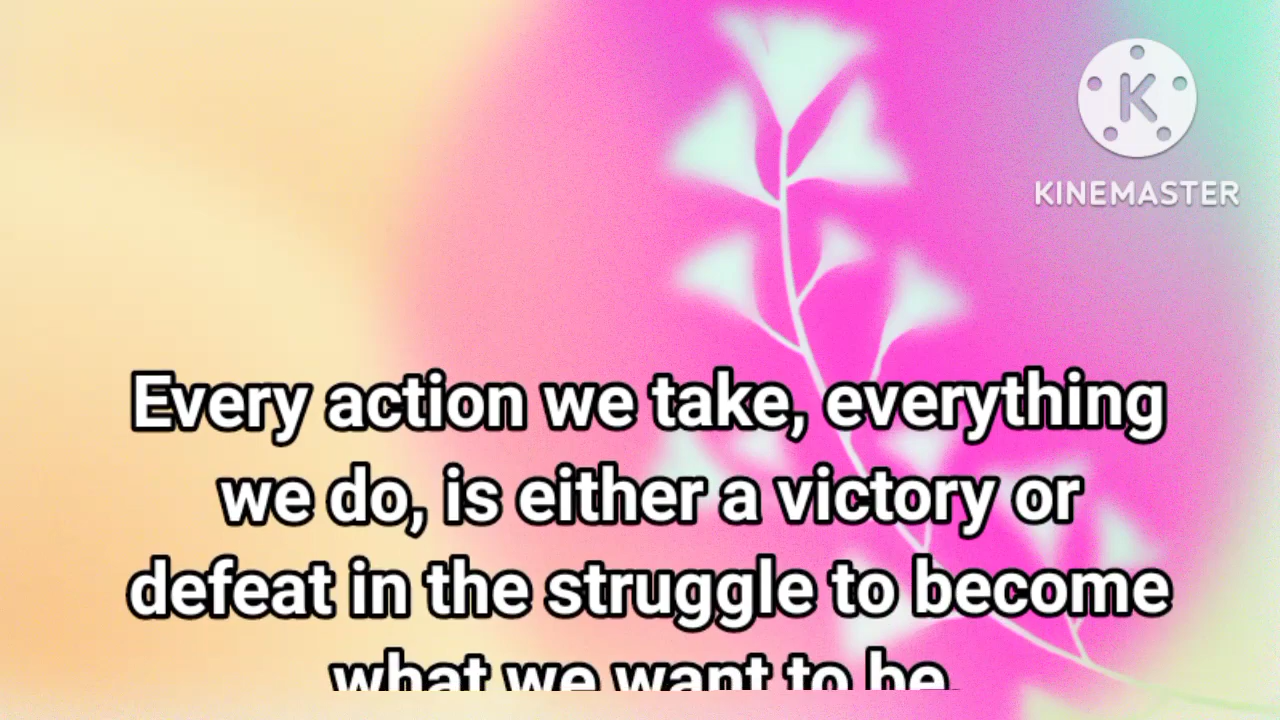 K
KINEMASTER
Every action we take, everything
we do, is either a victory or
defeat in the struggle to become
what we want to be.